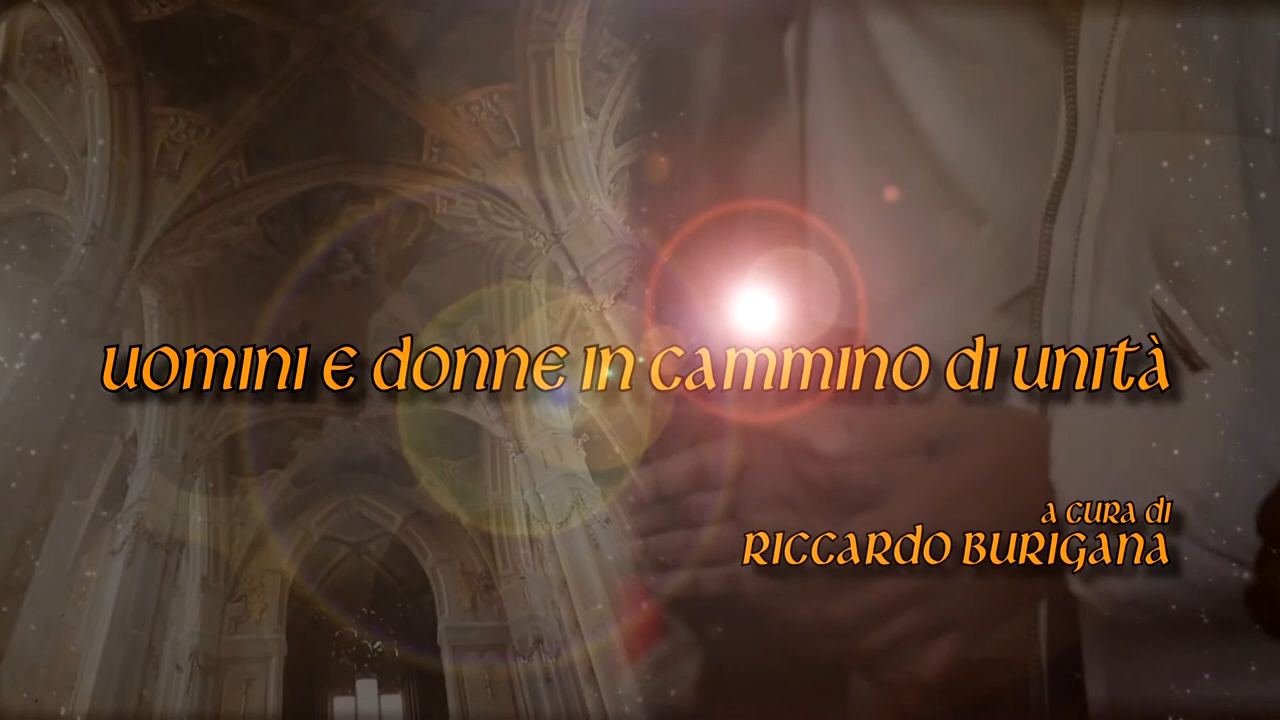 UOMINI E DONNE IN CAMMINO DI UNITÀ
A CURA DI
RICCARDO BURIGANA